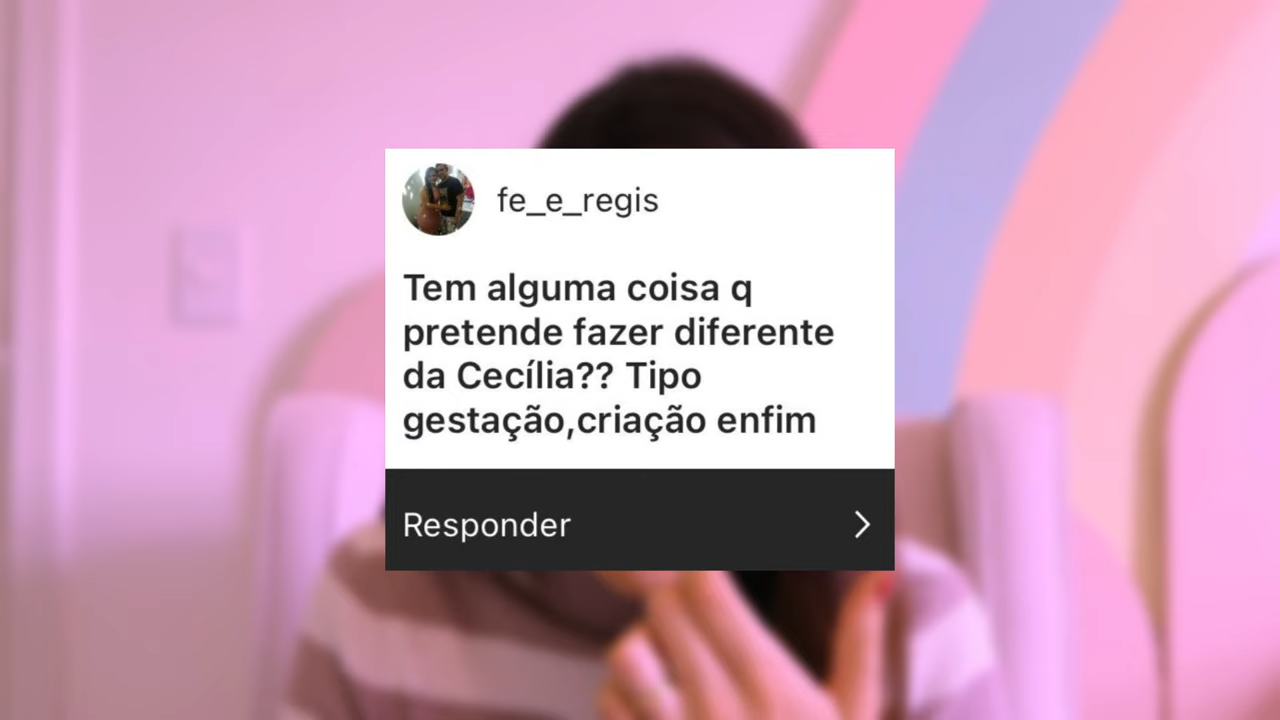 fe_e_regis
Tem alguma coisa q
pretende fazer diferente
da Cecília?? Tipo
gestação,criação enfim
Responder